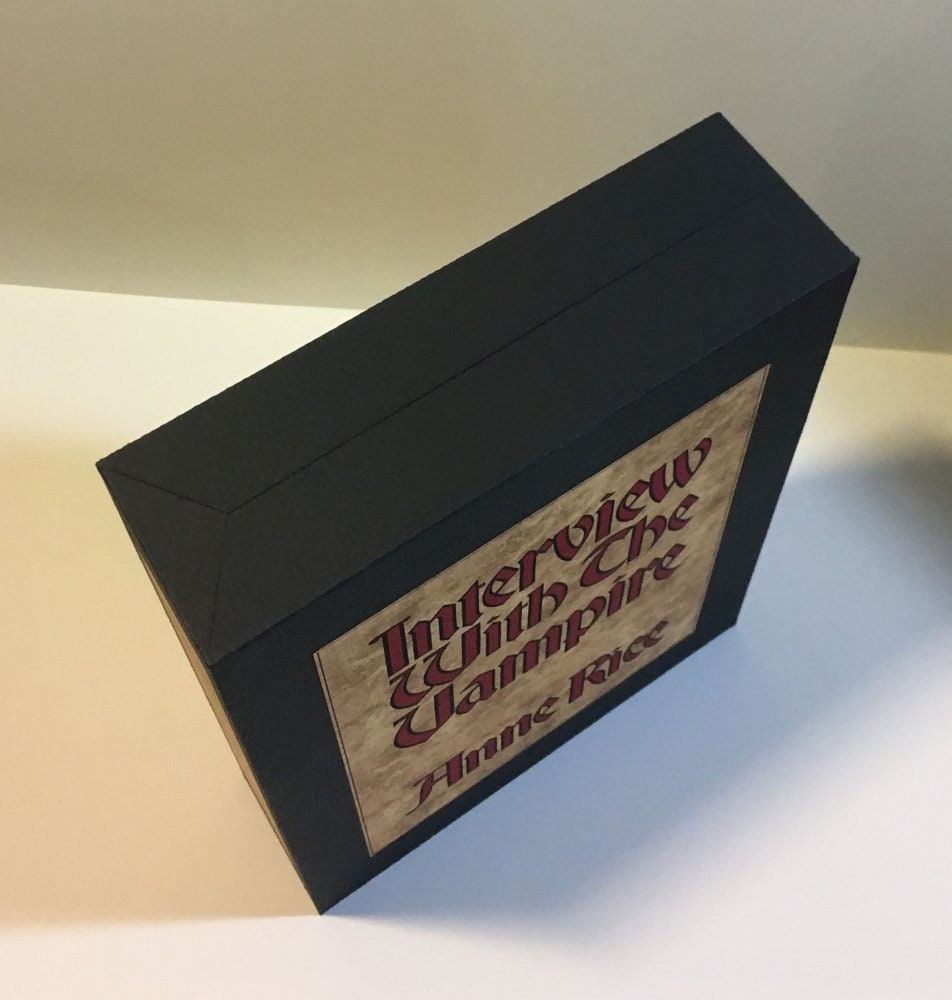 Interview
With The
Vampire
Anne Rice